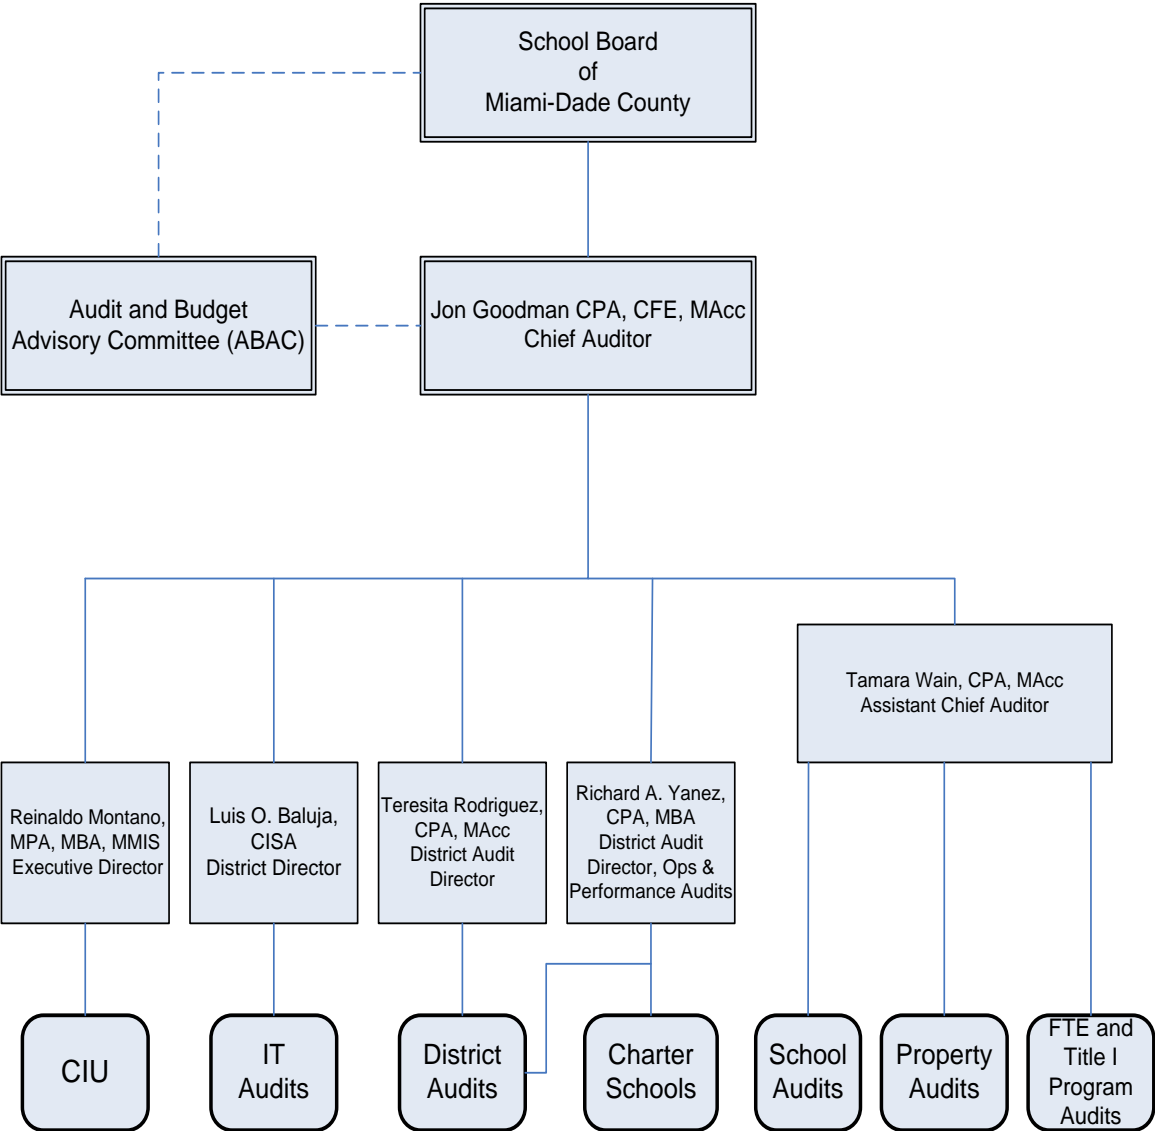 School Board
of
Miami-Dade County
Audit and Budget
Advisory Committee (ABAC)
Jon Goodman CPA, CFE, MAcc
Chief Auditor
Tamara Wain, CPA, MAcc
Assistant Chief Auditor
Reinaldo Montano,
MPA, MBA, MMIS
Executive Director
Luis O. Baluja,
CISA
District Director
Teresita Rodriguez,
CPA, MAcc
District Audit
Director
Richard A. Yanez,
CPA, MBA
District Audit
Director, Ops &
Performance Audits
CIU
IT
Audits
District
Audits
Charter
Schools
School
Audits
Property
Audits
FTE and
Title I
Program
Audits